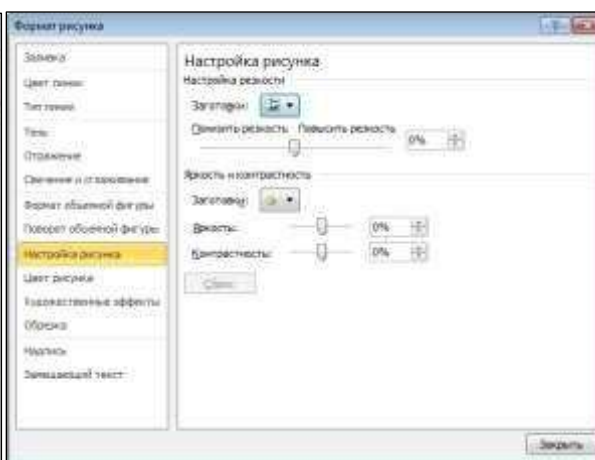 Формат рисунка
Заливка
Цвет линии
Тип линии
Тень
Отражение
Свечение и сглаживание
Формат объемной фигуры
Поворот объемной фигуры
Настройка рисунка
Цвет рисунка
Художественные эффекты
Обрезка
Надпись
Замещающий текст
Настройка рисунка
Настройка резкости
Заготовки:
Понизить резкость Повысить резкость
0%
Яркость и контрастность
Заготовки:
Яркость: 0%
Контрастность: 0%
Сброс
Закрыть